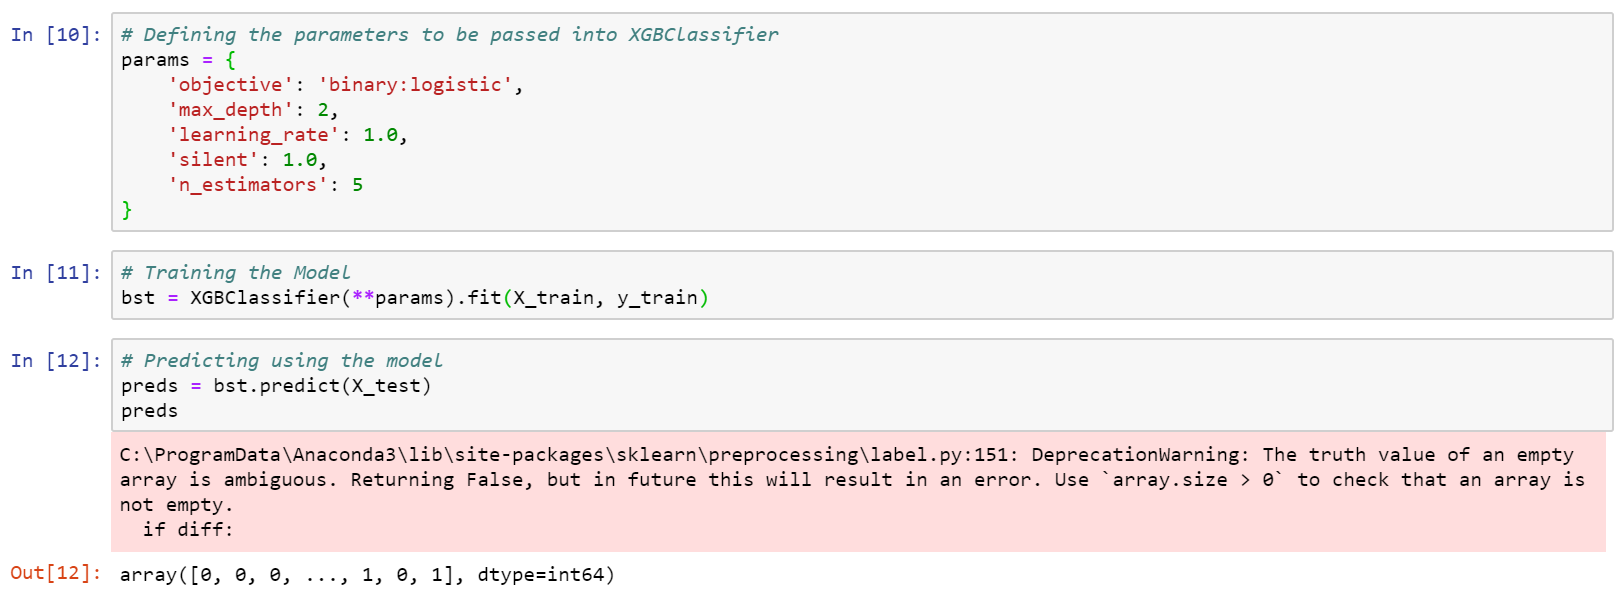 In [10]: # Defining the parameters to be passed into XGBClassifier
params = {
    'objective': 'binary:logistic',
    'max_depth': 2,
    'learning_rate': 1.0,
    'silent': 1.0,
    'n_estimators': 5
}
In [11]: # Training the Model
bst = XGBClassifier(**params).fit(X_train, y_train)
In [12]: # Predicting using the model
preds = bst.predict(X_test)
preds
C:\ProgramData\Anaconda3\lib\site-packages\sklearn\preprocessing\label.py:151: DeprecationWarning: The truth value of an empty
array is ambiguous. Returning False, but in future this will result in an error. Use `array.size > 0` to check that an array is
not empty.
  if diff:
Out[12]: array([0, 0, 0, ..., 1, 0, 1], dtype=int64)